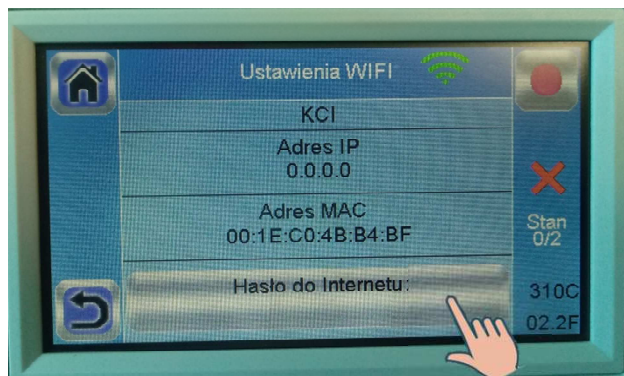 Ustawienia WIFI
KCI
Adres IP
0.0.0.0
Adres MAC
00:1E:C0:4B:B4:BF
Hasło do Internetu:
Stan
0/2
310C
02.2F